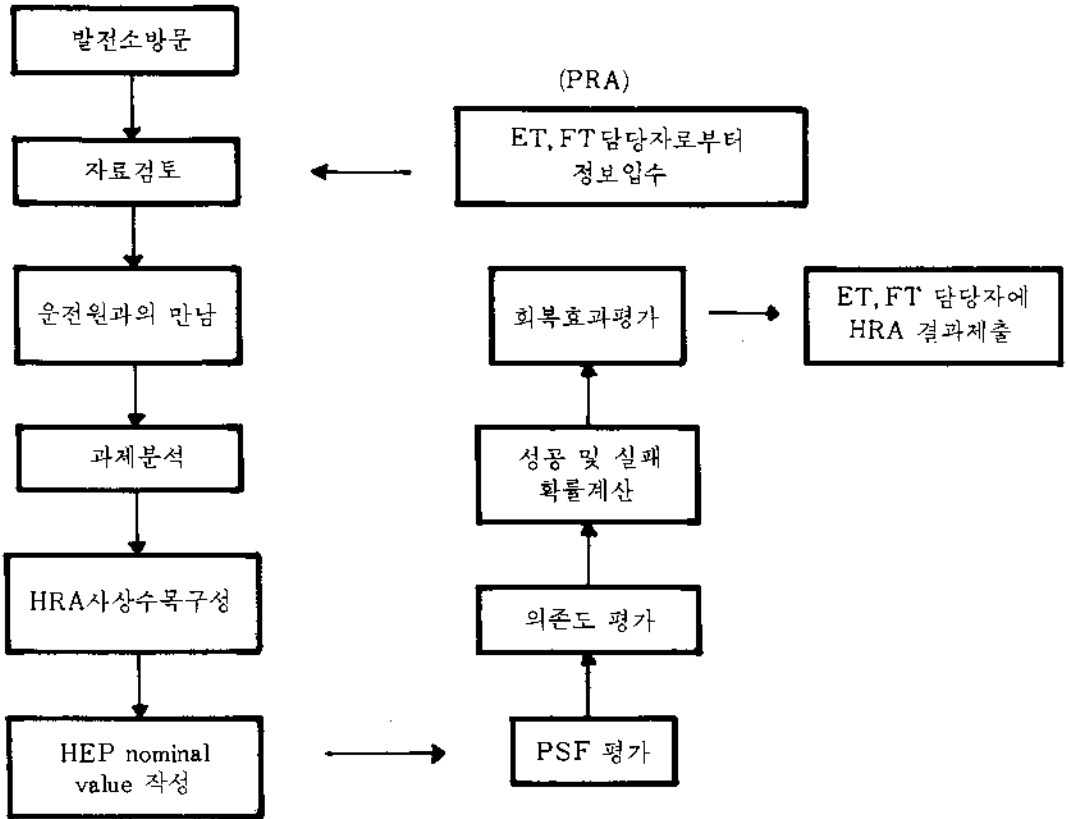 발전소방문
(PRA)
ET, FT 담당자로부터
정보입수
자료검토
운전원과의 만남
과제분석
HRA사상수목구성
HEP nominal
value 작성
PSF 평가
의존도 평가
성공 및 실패
확률계산
회복효과평가
ET, FT 담당자에
HRA 결과제출